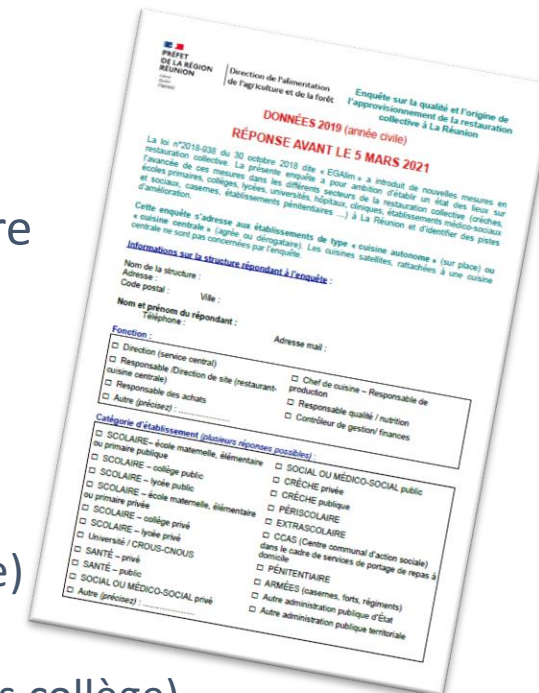 PRÉFET
DE LA RÉGION
RÉUNION
Direction de l'alimentation
de l'agriculture et de la forêt
Enquête sur la qualité et l'origine de
l'approvisionnement de la restauration
collective à La Réunion
DONNÉES 2019 (année civile)
RÉPONSE AVANT LE 5 MARS 2021
La loi n°2018-938 du 30 octobre 2018 dite « EGAlim » a introduit de nouvelles mesures en
restauration collective. La présente enquête a pour ambition d'établir un état des lieux sur
l'avancée de ces mesures dans les différents secteurs de la restauration collective (crèches,
écoles primaires, collèges, lycées, universités, hôpitaux, cliniques, établissements médico-sociaux
et sociaux, casernes, établissements pénitentiaires ...) à La Réunion et d'identifier des pistes
d'amélioration.
Cette enquête s'adresse aux établissements de type « cuisine autonome » (sur place) ou
« cuisine centrale » (agrée ou dérogataire). Les cuisines satellites, rattachées à une cuisine
centrale ne sont pas concernées par l'enquête.
Informations sur la structure répondant à l'enquête :
Nom de la structure :
Adresse :
Code postal : Ville :
Nom et prénom du répondant :
Téléphone : Adresse mail :
Fonction :
□ Direction (service central)
□ Responsable /Direction de site (restaurant-
cuisine centrale)
□ Responsable des achats
□ Autre (précisez) : ....................
□ Chef de cuisine – Responsable de
production
□ Responsable qualité / nutrition
□ Contrôleur de gestion/ finances
Catégorie d'établissement (plusieurs réponses possibles) :
□ SCOLAIRE– école maternelle, élémentaire
ou primaire publique
□ SCOLAIRE – collège public
□ SCOLAIRE – lycée public
□ SCOLAIRE – école maternelle, élémentaire
ou primaire privée
□ SCOLAIRE – collège privé
□ SCOLAIRE – lycée privé
□ Université / CROUS-CNOUS
□ SANTÉ – privé
□ SANTÉ – public
□ SOCIAL OU MÉDICO-SOCIAL privé
□ Autre (précisez) : ....................
□ SOCIAL OU MÉDICO-SOCIAL public
□ CRÈCHE privée
□ CRÈCHE publique
□ PÉRISCOLAIRE
□ EXTRASCOLAIRE
□ CCAS (Centre communal d'action sociale)
dans le cadre de services de portage de repas à
domicile
□ PÉNITENTIAIRE
□ ARMÉES (casernes, forts, régiments)
□ Autre administration publique d'État
□ Autre administration publique territoriale
re
e)
s collège)